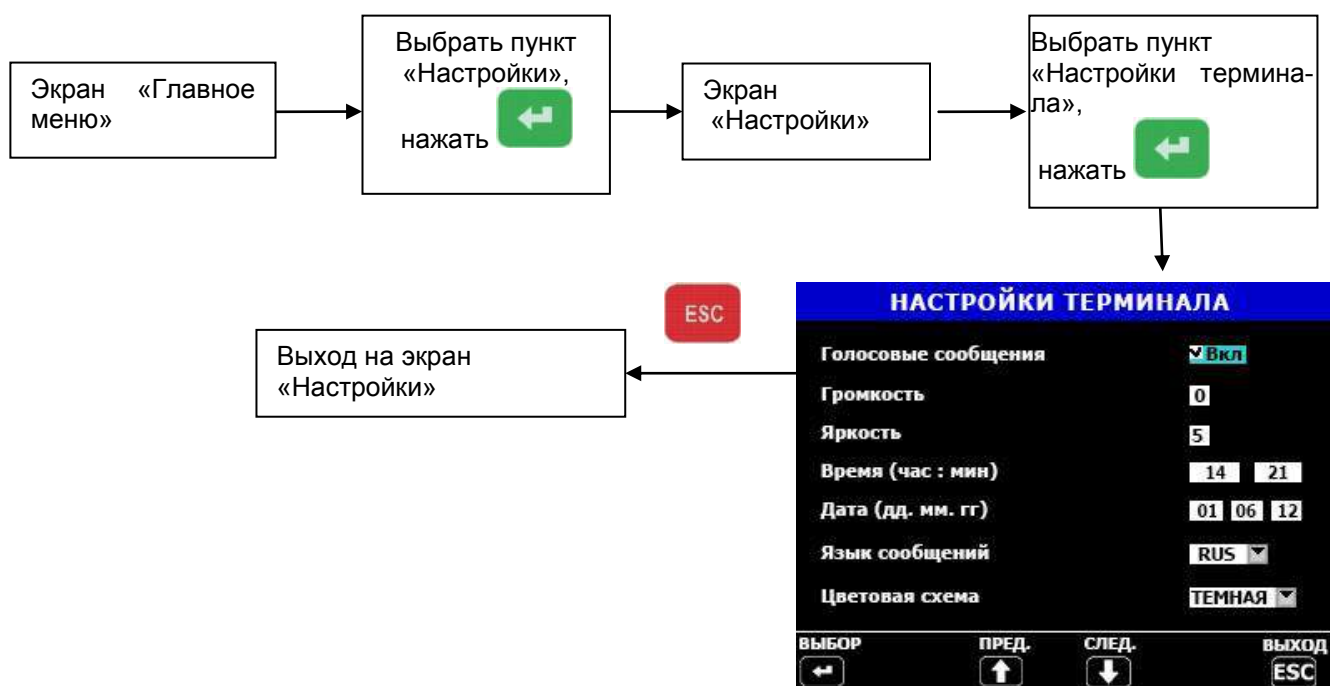 Экран «Главное
меню»
Выбрать пункт
«Настройки»,
нажать
Экран
«Настройки»
Выбрать пункт
«Настройки термина-
ла»,
нажать
ESC
Выход на экран
«Настройки»
НАСТРОЙКИ ТЕРМИНАЛА
Голосовые сообщения Вкл
Громкость 0
Яркость 5
Время (час : мин) 14 21
Дата (дд. мм. гг) 01 06 12
Язык сообщений RUS
Цветовая схема ТЕМНАЯ
ВЫБОР ПРЕД. СЛЕД. ВЫХОД
ESC